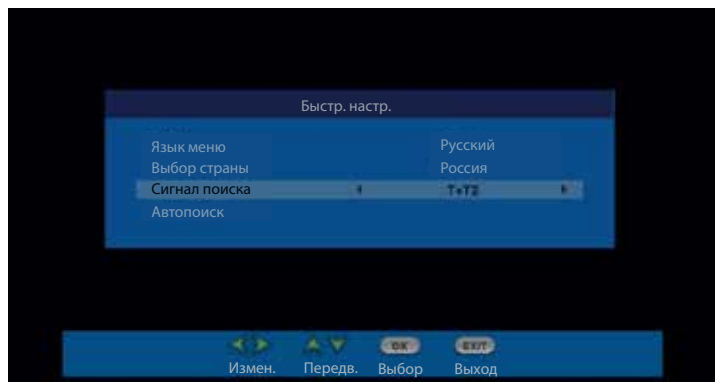 Быстр. настр.
Язык меню Русский
Выбор страны Россия
Сигнал поиска T+T2
Автопоиск
OK EXIT
Измен. Передв. Выбор Выход